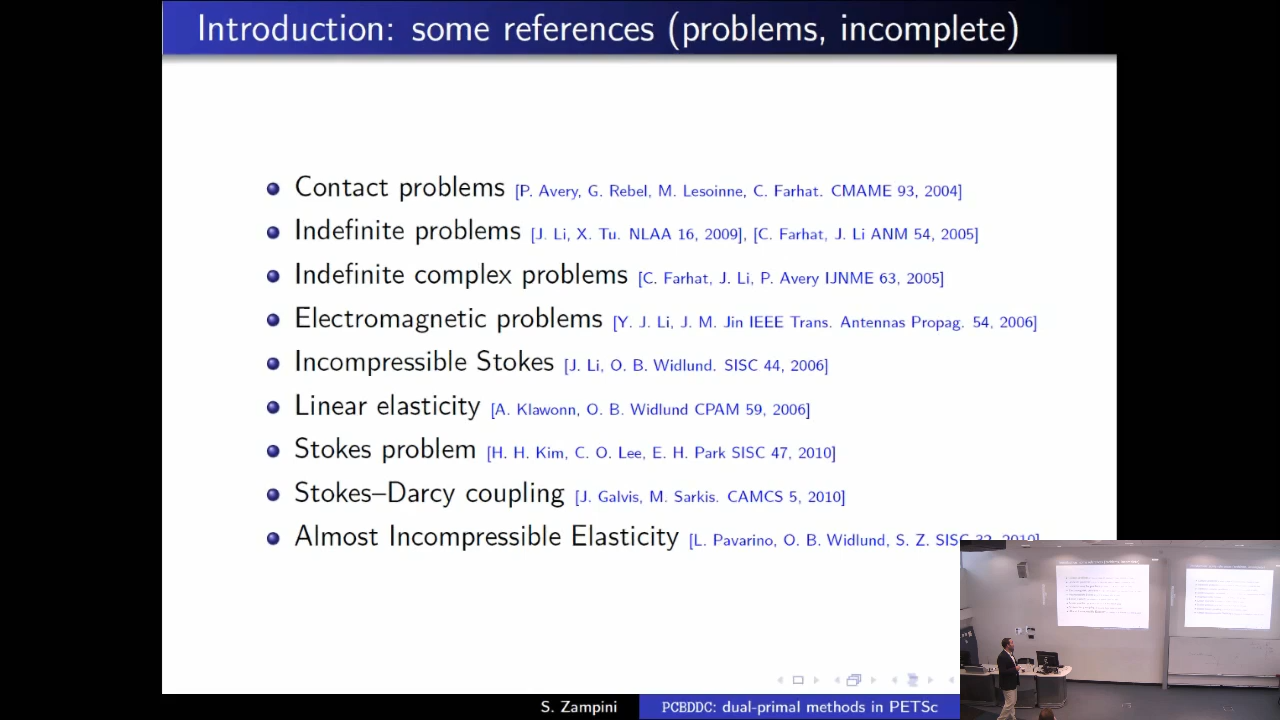 Introduction: some references (problems, incomplete)
Contact problems [P. Avery, G. Rebel, M. Lesoinne, C. Farhat. CMAME 93, 2004]
Indefinite problems [J. Li, X. Tu. NLAA 16, 2009], [C. Farhat, J. Li ANM 54, 2005]
Indefinite complex problems [C. Farhat, J. Li, P. Avery IJNME 63, 2005]
Electromagnetic problems [Y. J. Li, J. M. Jin IEEE Trans. Antennas Propag. 54, 2006]
Incompressible Stokes [J. Li, O. B. Widlund. SISC 44, 2006]
Linear elasticity [A. Klawonn, O. B. Widlund CPAM 59, 2006]
Stokes problem [H. H. Kim, C. O. Lee, E. H. Park SISC 47, 2010]
Stokes–Darcy coupling [J. Galvis, M. Sarkis. CAMCS 5, 2010]
Almost Incompressible Elasticity [L. Pavarino, O. B. Widlund, S. Z. SISC 32, 2010]
S. Zampini PCBDDC: dual-primal methods in PETSc